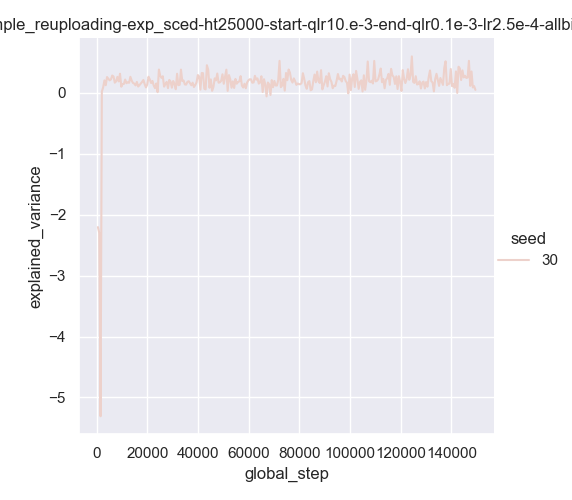 nple_reuploading-exp_sced-ht25000-start-qlr10.e-3-end-qlr0.1e-3-lr2.5e-4-allbi
0
−1
−2
−3
−4
−5
explained_variance
seed
30
0 20000 40000 60000 80000 100000 120000 140000
global_step